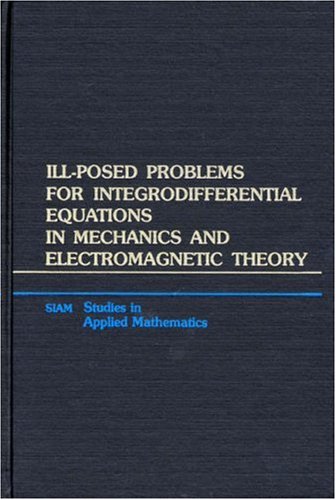 ILL-POSED PROBLEMS
FOR INTEGRODIFFERENTIAL
EQUATIONS
IN MECHANICS AND
ELECTROMAGNETIC THEORY
SIAM Studies in
Applied Mathematics